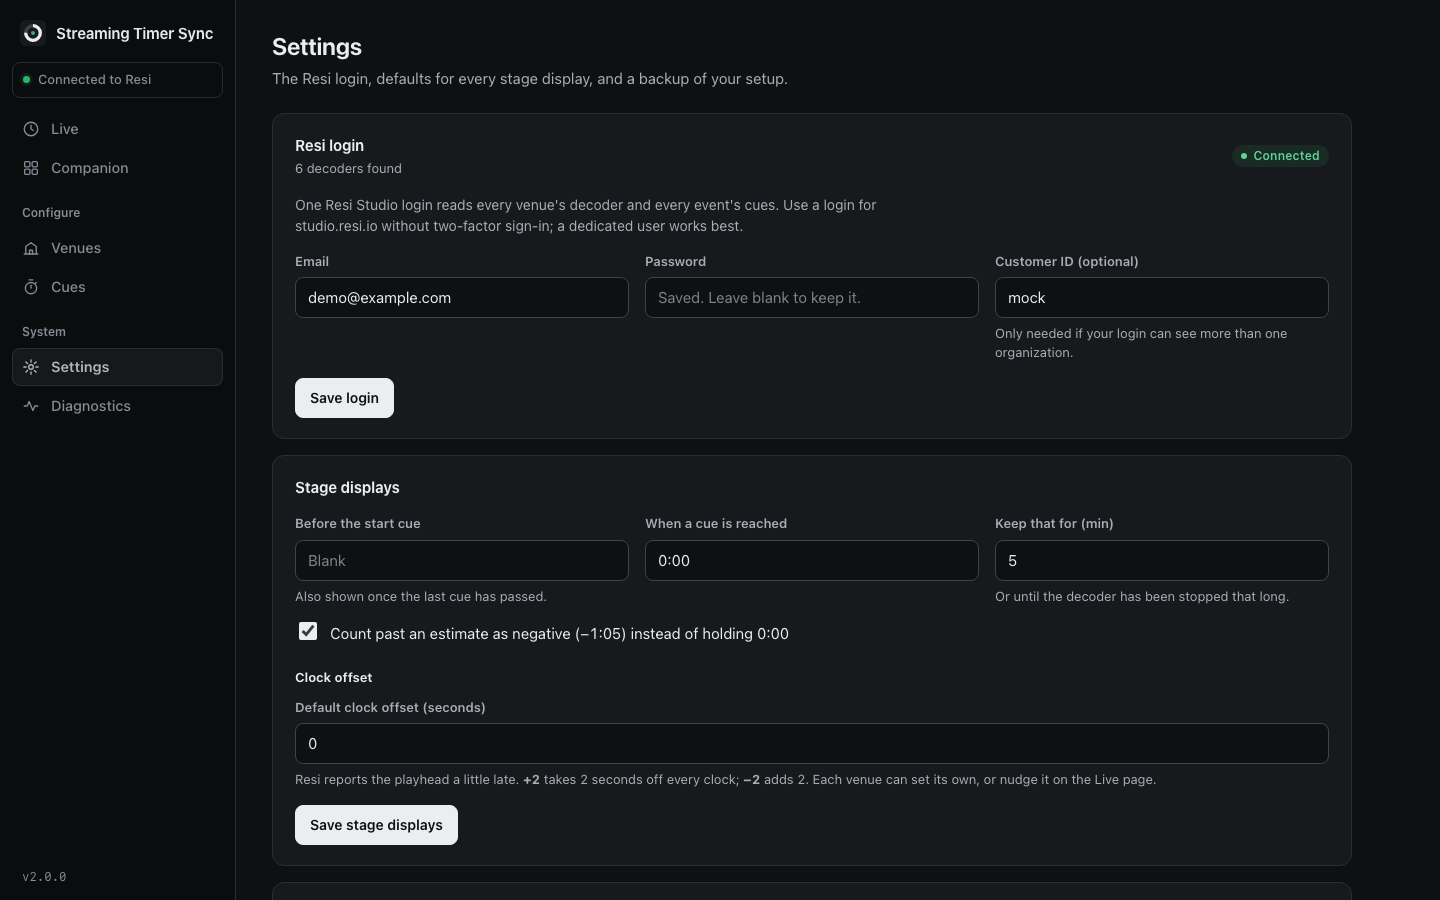 Streaming Timer Sync
Connected to Resi
Live
Companion
Configure
Venues
Cues
System
Settings
Diagnostics
v2.0.0
Settings
The Resi login, defaults for every stage display, and a backup of your setup.
Resi login
6 decoders found
Connected
One Resi Studio login reads every venue's decoder and every event's cues. Use a login for
studio.resi.io without two-factor sign-in; a dedicated user works best.
Email
Password
Customer ID (optional)
demo@example.com
Saved. Leave blank to keep it.
mock
Only needed if your login can see more than one
organization.
Save login
Stage displays
Before the start cue
When a cue is reached
Keep that for (min)
Blank
0:00
5
Also shown once the last cue has passed.
Or until the decoder has been stopped that long.
Count past an estimate as negative (−1:05) instead of holding 0:00
Clock offset
Default clock offset (seconds)
0
Resi reports the playhead a little late. +2 takes 2 seconds off every clock; −2 adds 2. Each venue can set its own, or nudge it on the Live page.
Save stage displays